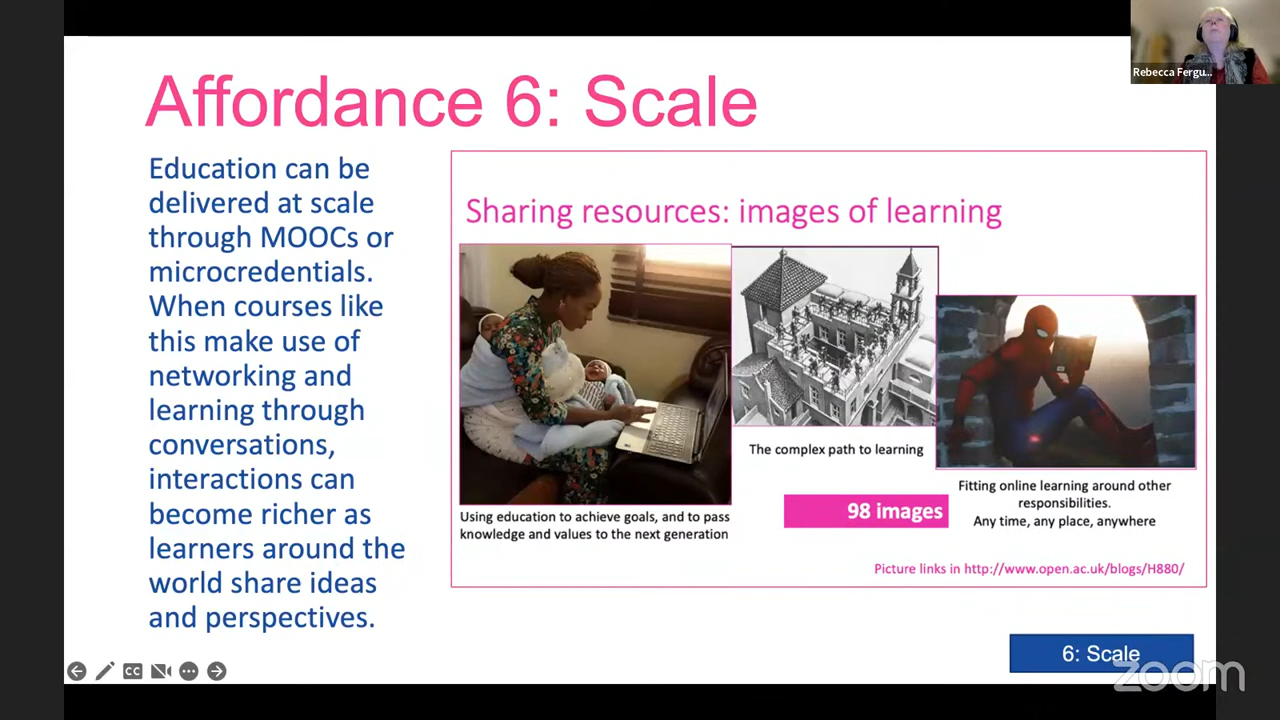 Rebecca Fergu...
Affordance 6: Scale
Education can be
delivered at scale
through MOOCs or
microcredentials.
When courses like
this make use of
networking and
learning through
conversations,
interactions can
become richer as
learners around the
world share ideas
and perspectives.
Sharing resources: images of learning
Using education to achieve goals, and to pass
knowledge and values to the next generation
The complex path to learning
98 images
Fitting online learning around other
responsibilities.
Any time, any place, anywhere
Picture links in http://www.open.ac.uk/blogs/H880/
6: Scale
zoom
CC